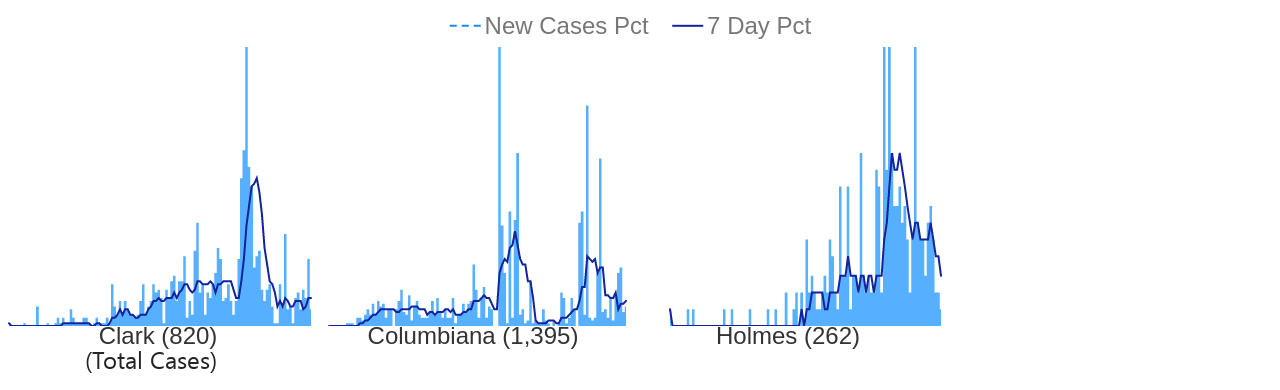 New Cases Pct 7 Day Pct
Clark (820) Columbiana (1,395) Holmes (262)
(Total Cases)